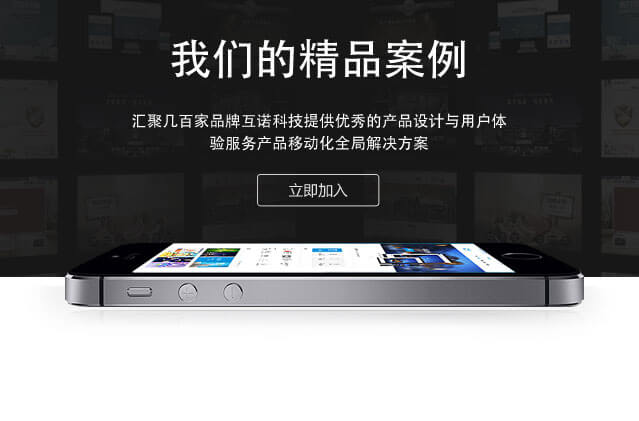 我们的精品案例
汇聚几百家品牌互诺科技提供优秀的产品设计与用户体
验服务产品移动化全局解决方案
立即加入